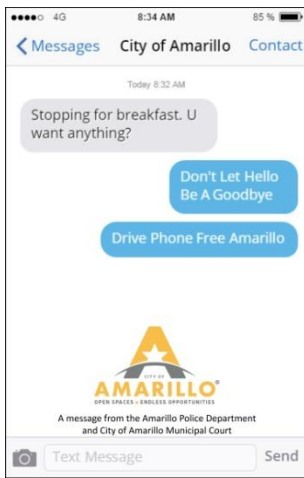 4G 8:34 AM 85 %
Messages City of Amarillo Contact
Today 8:32 AM
Stopping for breakfast. U
want anything?
Don't Let Hello
Be A Goodbye
Drive Phone Free Amarillo
CITY OF
AMARILLO
OPEN SPACES • ENDLESS OPPORTUNITIES
A message from the Amarillo Police Department
and City of Amarillo Municipal Court
Text Message Send